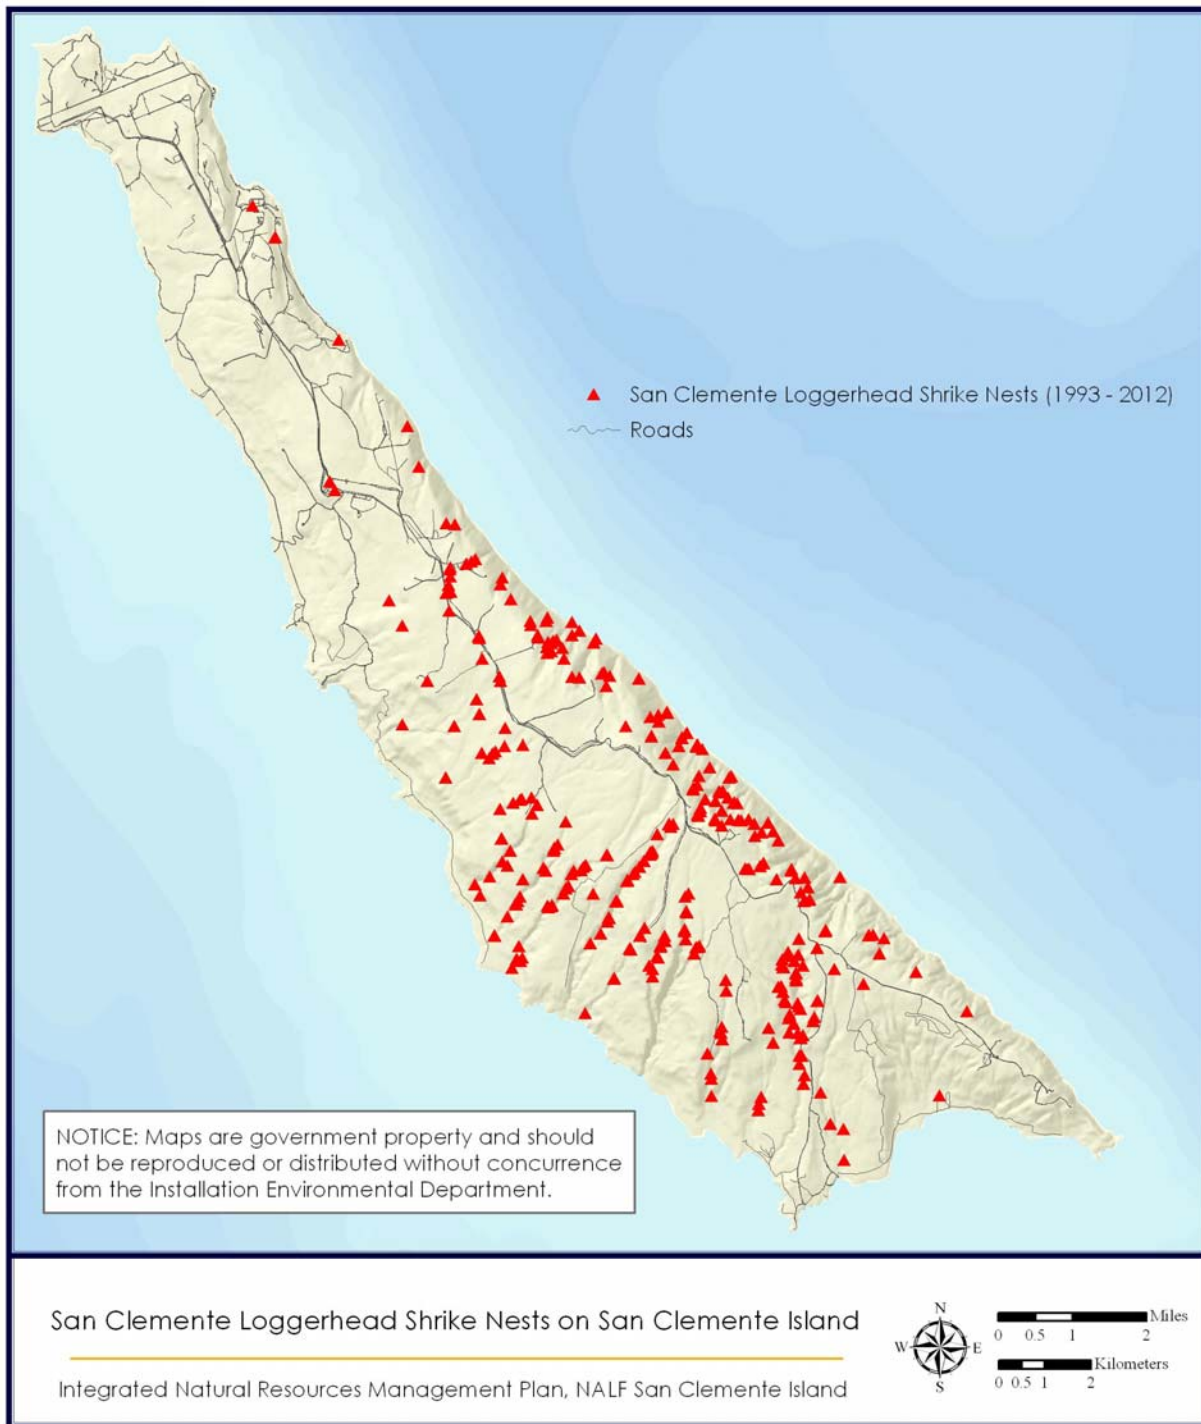 San Clemente Loggerhead Shrike Nests (1993 - 2012)
Roads
NOTICE: Maps are government property and should
not be reproduced or distributed without concurrence
from the Installation Environmental Department.
San Clemente Loggerhead Shrike Nests on San Clemente Island
Integrated Natural Resources Management Plan, NALF San Clemente Island
N
W E
S
Miles
0 0.5 1 2
Kilometers
0 0.5 1 2